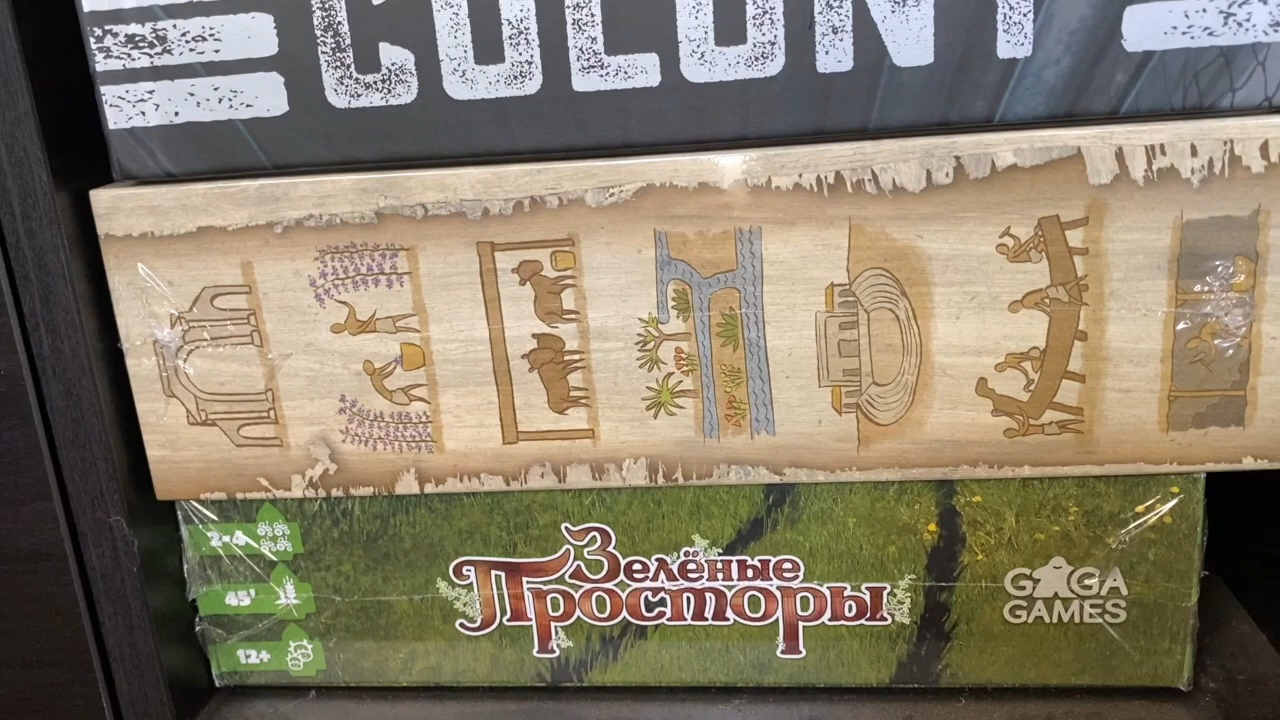 COLONY
2-4
45'
12+
Зелёные
Просторы
GAGA
GAMES